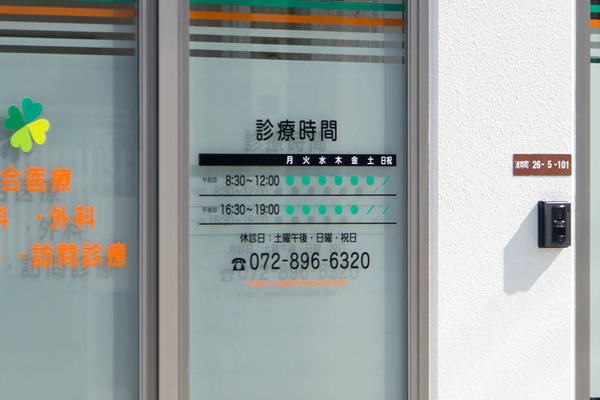 合医療
科 ・外科
・訪問診療
診療時間
月 火 水 木 金 土 日祝
午前診 8:30~12:00 ● ● ● ● ● ● /
午後診 16:30~19:00 ● ● ● ● ● / /
休診日:土曜午後・日曜・祝日
☎072-896-6320
26-5-101